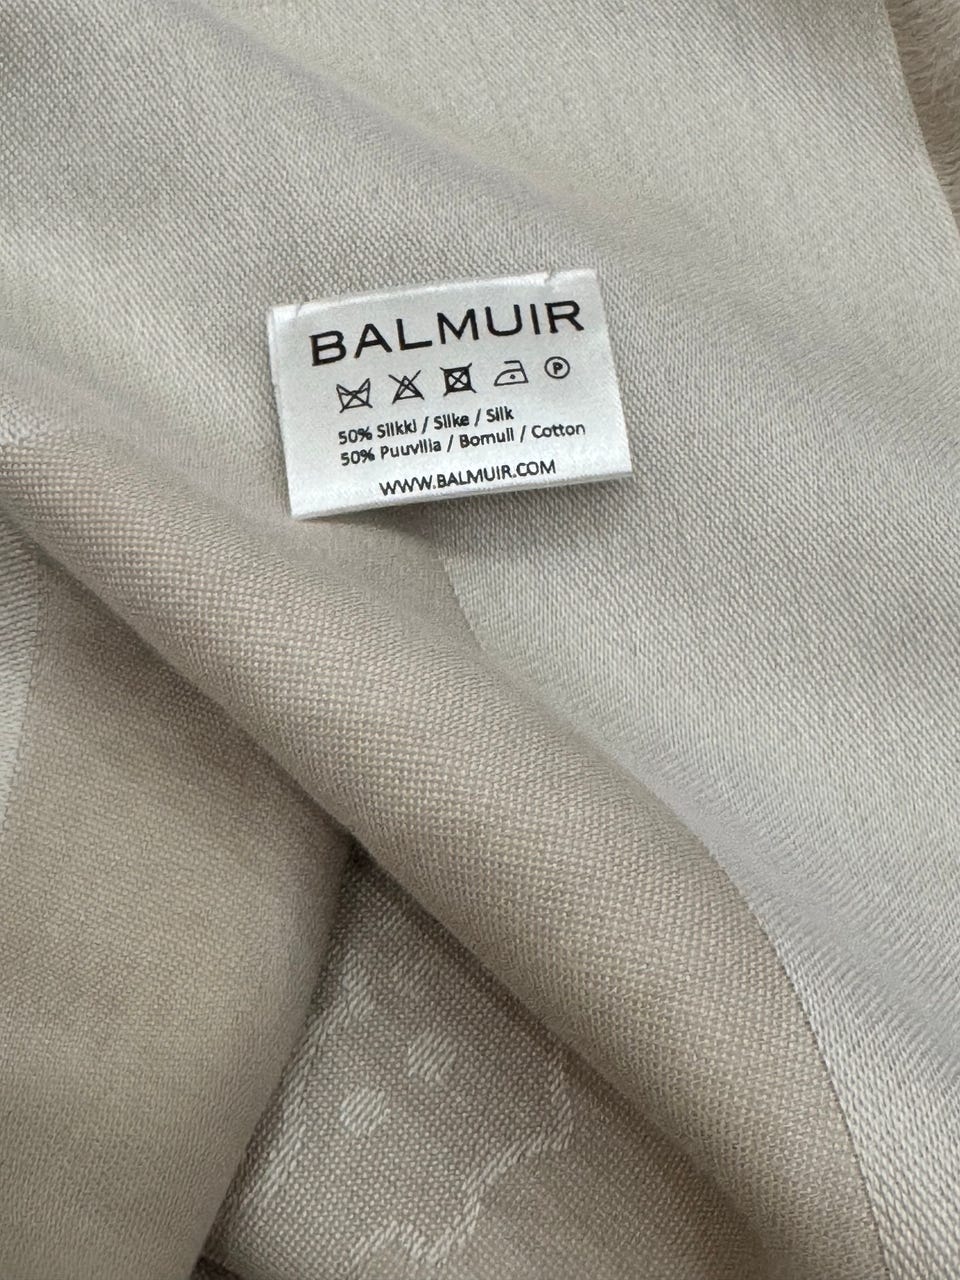 BALMUIR
P
50% Silkki / Silke / Silk
50% Puuvilla / Bomull / Cotton
WWW.BALMUIR.COM